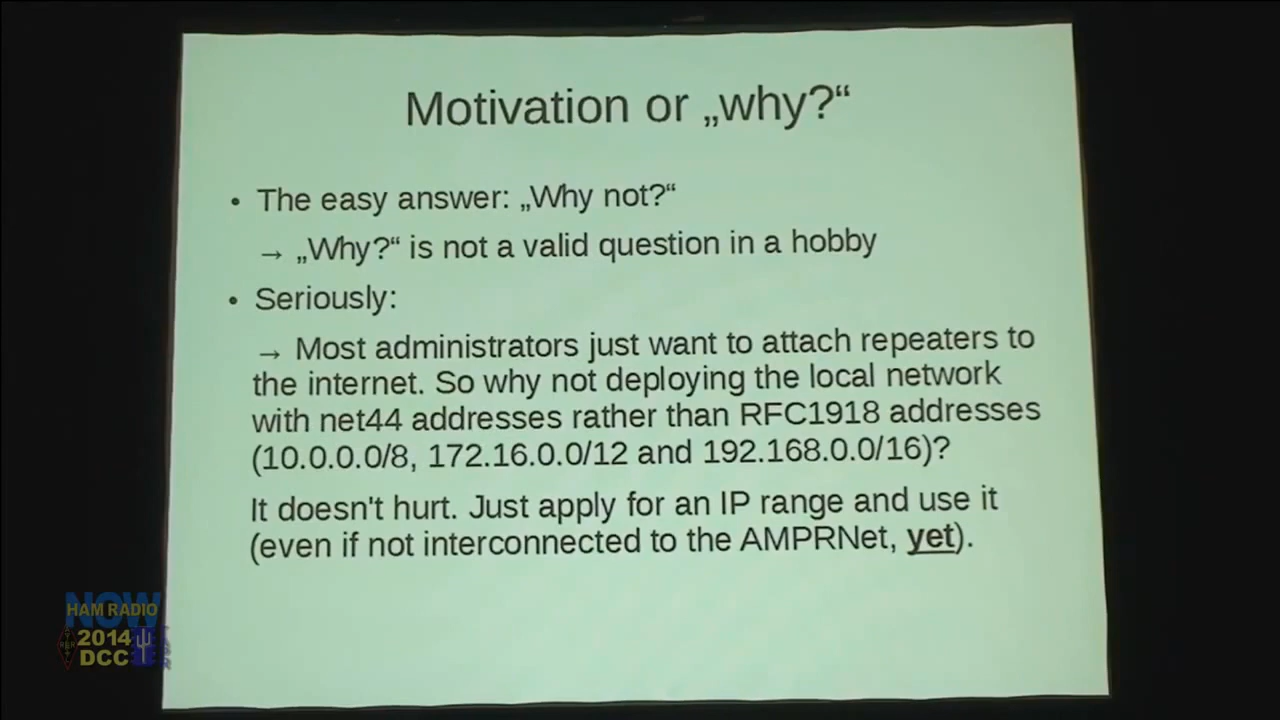 Motivation or „why?“
• The easy answer: „Why not?“
→ „Why?“ is not a valid question in a hobby
• Seriously:
→ Most administrators just want to attach repeaters to
the internet. So why not deploying the local network
with net44 addresses rather than RFC1918 addresses
(10.0.0.0/8, 172.16.0.0/12 and 192.168.0.0/16)?
It doesn't hurt. Just apply for an IP range and use it
(even if not interconnected to the AMPRNet, yet).
NOW
HAM RADIO
2014
DCC